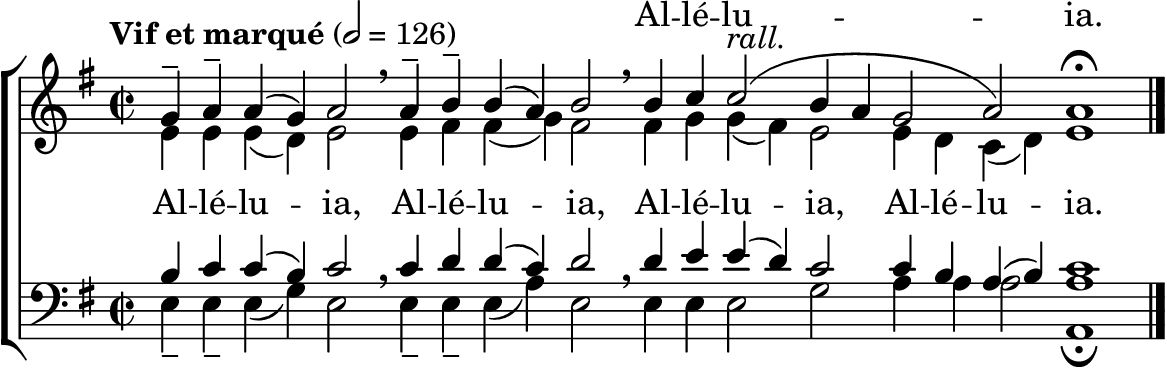 Al - lé - lu - - ia.
Vif et marqué (𝅗𝅥 = 126)
rall.
Al - lé - lu - ia, Al - lé - lu - ia, Al - lé - lu - ia, Al - lé - lu - ia.